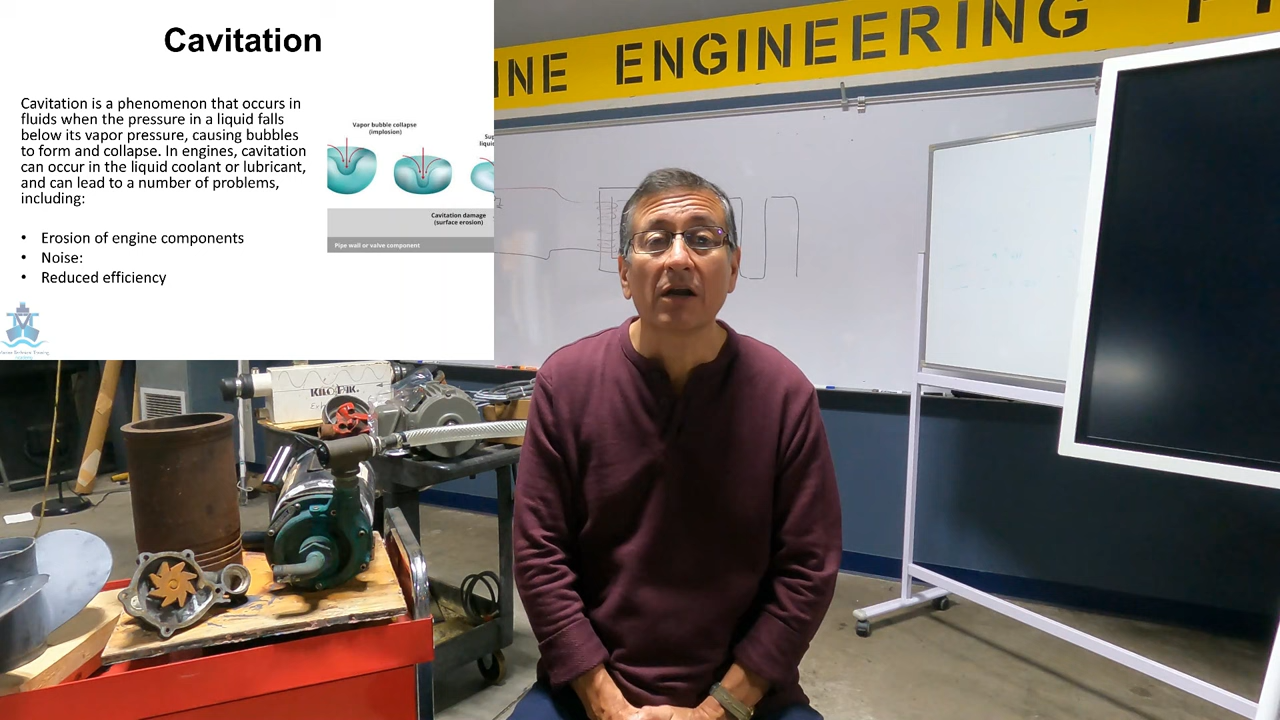 Cavitation
Cavitation is a phenomenon that occurs in
fluids when the pressure in a liquid falls
below its vapor pressure, causing bubbles
to form and collapse. In engines, cavitation
can occur in the liquid coolant or lubricant,
and can lead to a number of problems,
including:
• Erosion of engine components
• Noise:
• Reduced efficiency
Vapor bubble collapse
(implosion)
Cavitation damage
(surface erosion)
Pipe wall or valve component
INE ENGINEERING